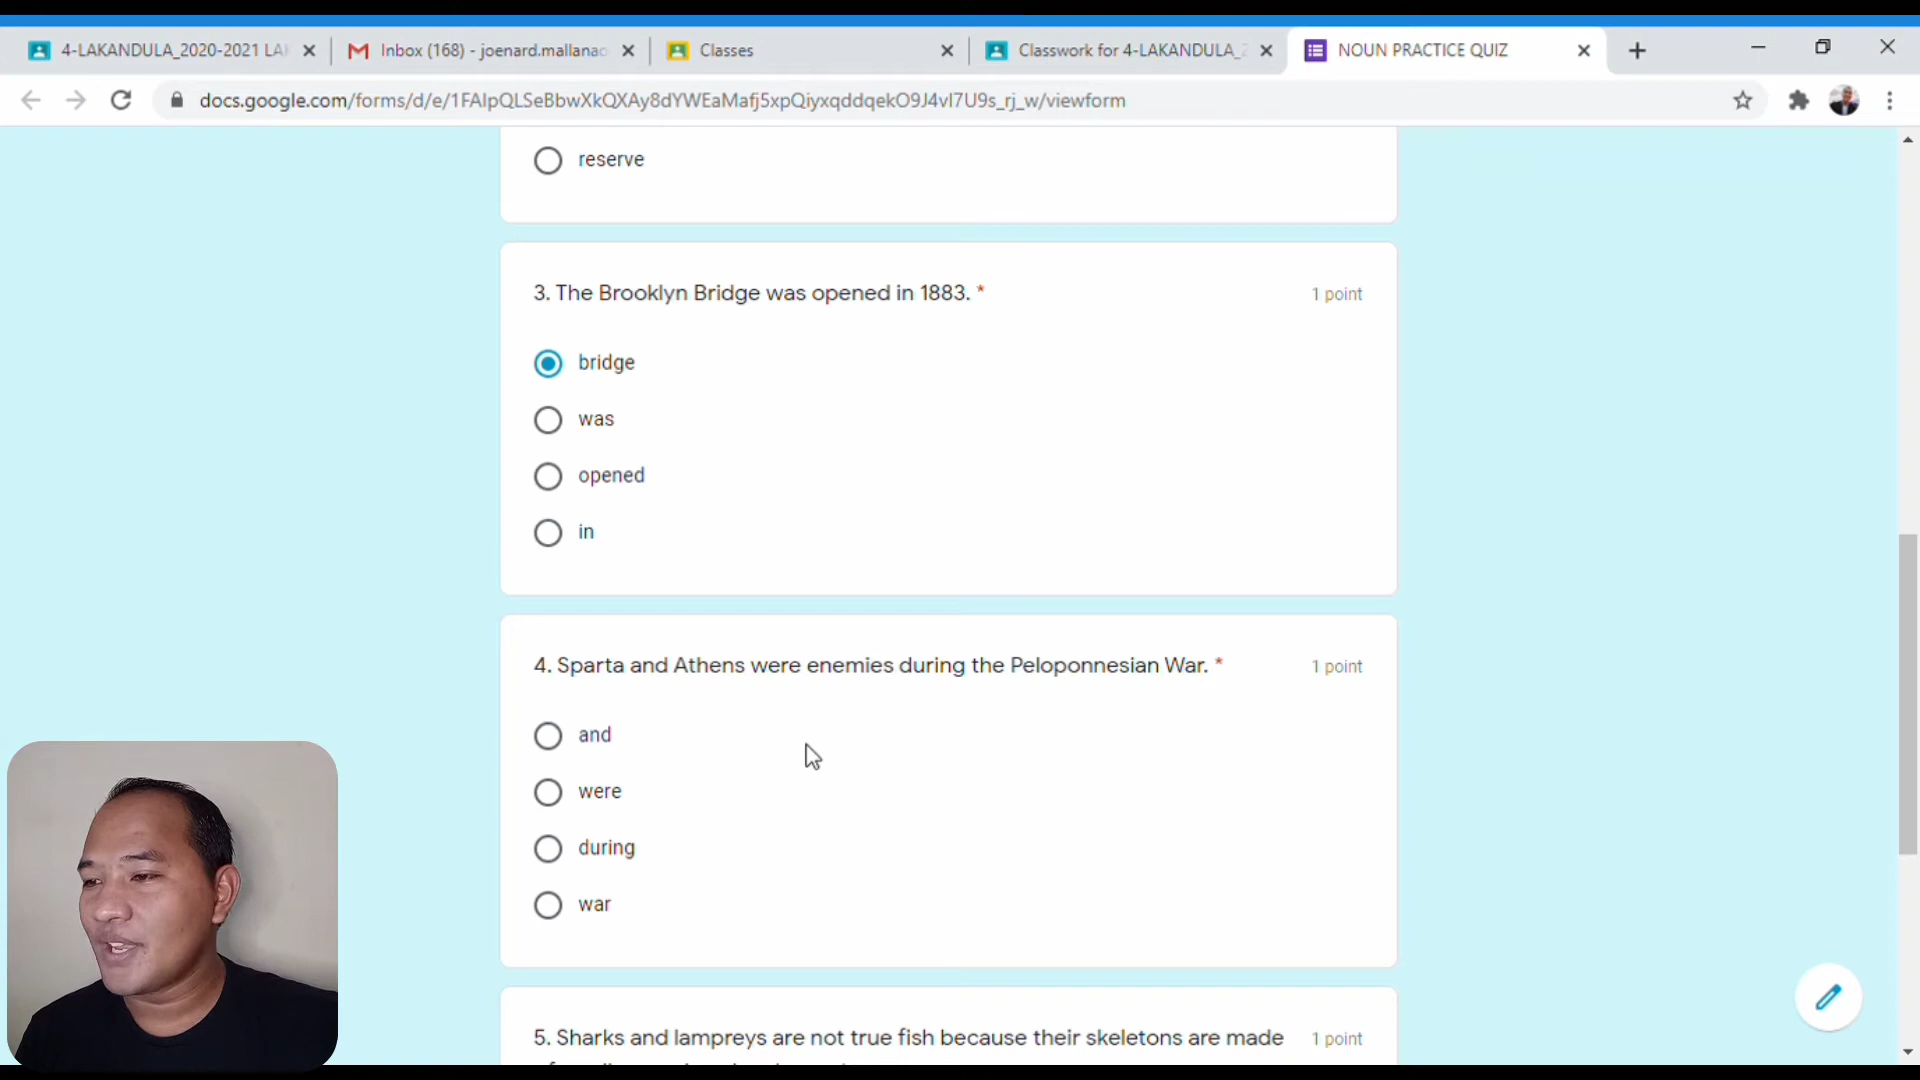 4-LAKANDULA_2020-2021 LA
Inbox (168) - joenard.mallanao
Classes
Classwork for 4-LAKANDULA_2
NOUN PRACTICE QUIZ
docs.google.com/forms/d/e/1FAIpQLSeBbwXkQXAy8dYWEaMafj5xpQiyxqddqekO9J4vI7U9s_rj_w/viewform
reserve
3. The Brooklyn Bridge was opened in 1883. *
1 point
bridge
was
opened
in
4. Sparta and Athens were enemies during the Peloponnesian War. *
1 point
and
were
during
war
5. Sharks and lampreys are not true fish because their skeletons are made
1 point